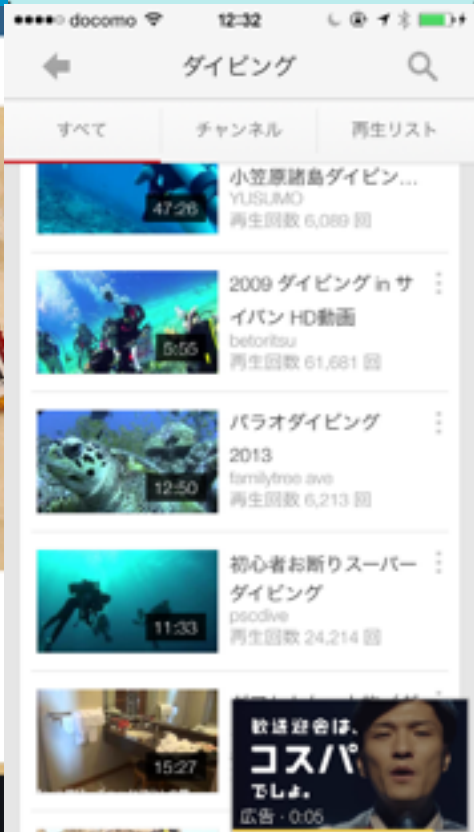 docomo
12:32
ダイビング
すべて
チャンネル
再生リスト
小笠原諸島ダイビン...
YUSUMO
再生回数 6,089 回
47:26
2009 ダイビング in サ
イパン HD動画
betoritsu
再生回数 61,681 回
5:55
パラオダイビング
2013
familytree ave
再生回数 6,213 回
12:50
初心者お断りスーパー
ダイビング
pscdive
再生回数 24,214 回
11:33
15:27
歓送迎会は、
コスパ
でしょ。
広告・0:05